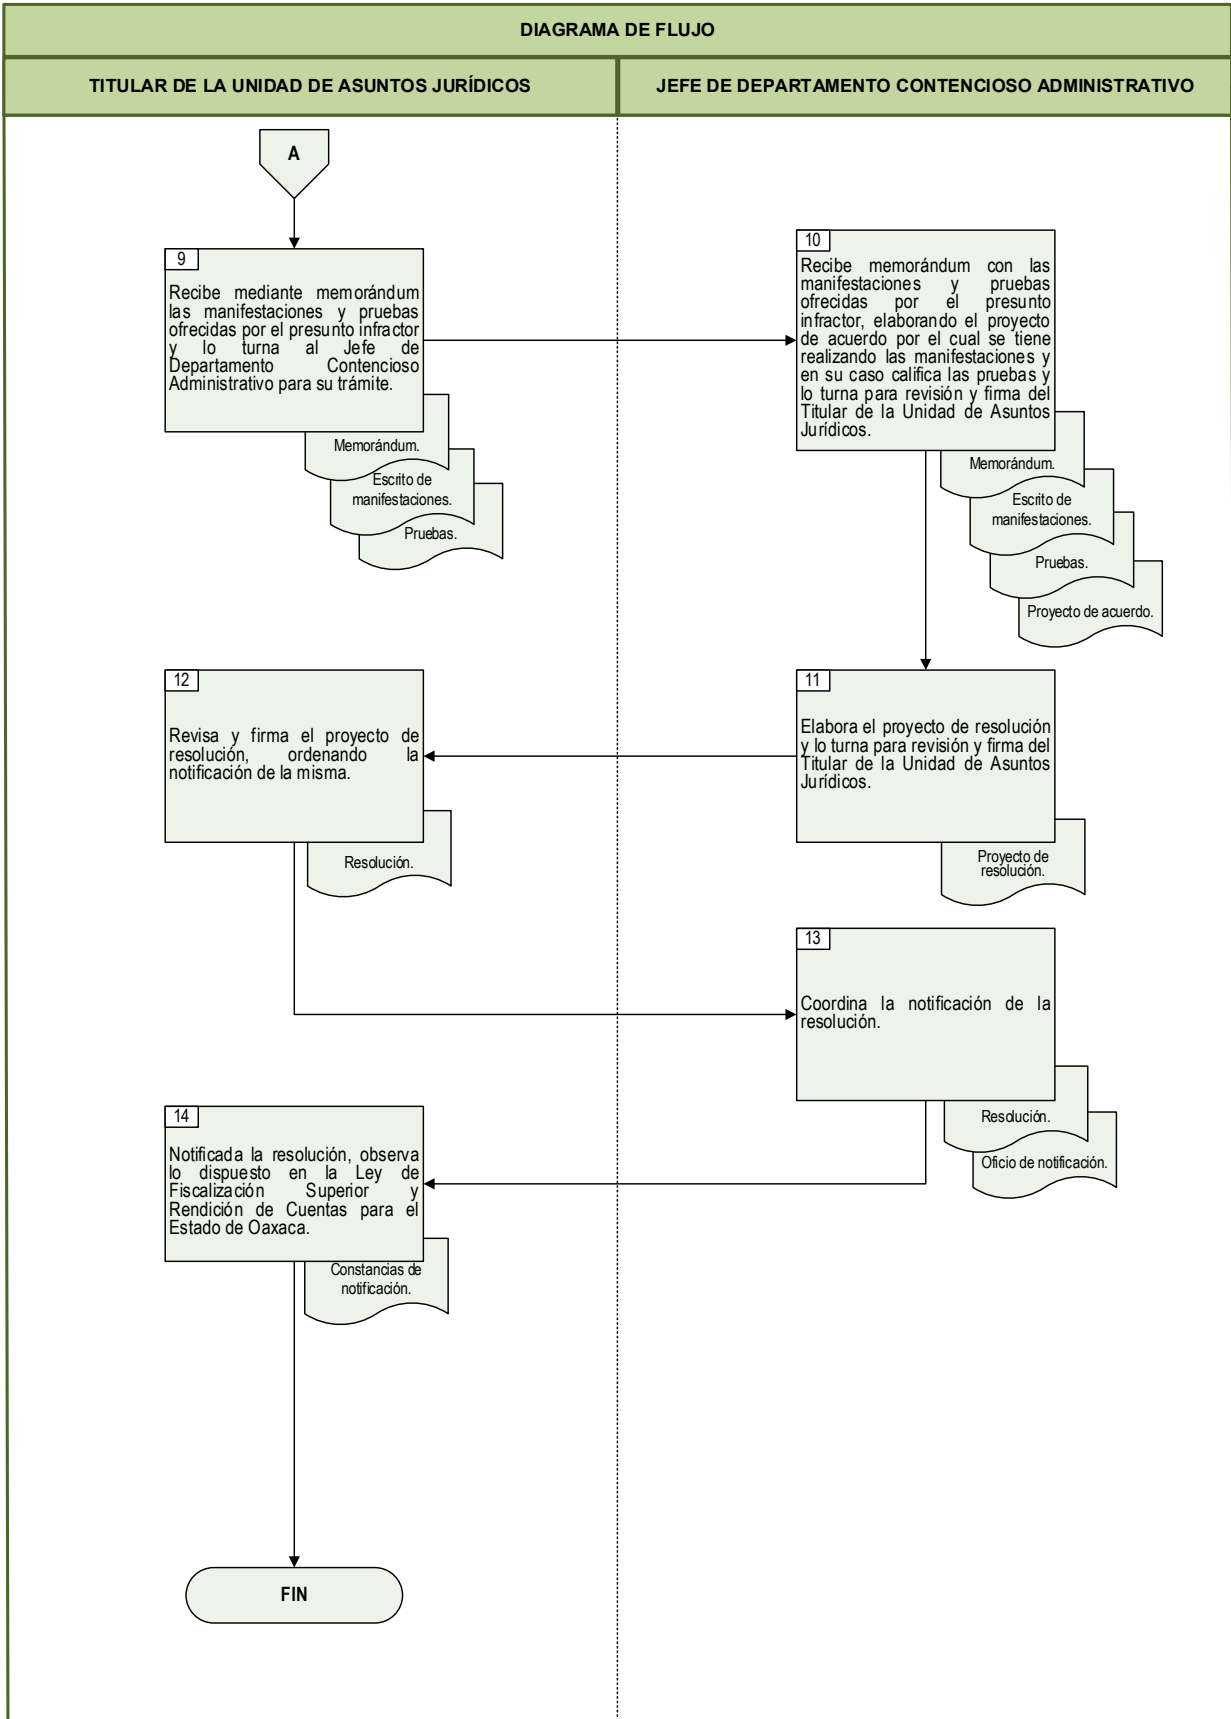 DIAGRAMA DE FLUJO
TITULAR DE LA UNIDAD DE ASUNTOS JURÍDICOS
JEFE DE DEPARTAMENTO CONTENCIOSO ADMINISTRATIVO
A
9
Recibe mediante memorándum
las manifestaciones y pruebas
ofrecidas por el presunto infractor
y lo turna al Jefe de
Departamento Contencioso
Administrativo para su trámite.
Memorándum.
Escrito de
manifestaciones.
Pruebas.
10
Recibe memorándum con las
manifestaciones y pruebas
ofrecidas por el presunto
infractor, elaborando el proyecto
de acuerdo por el cual se tiene
realizando las manifestaciones y
en su caso califica las pruebas y
lo turna para revisión y firma del
Titular de la Unidad de Asuntos
Jurídicos.
Memorándum.
Escrito de
manifestaciones.
Pruebas.
Proyecto de acuerdo.
11
Elabora el proyecto de resolución
y lo turna para revisión y firma del
Titular de la Unidad de Asuntos
Jurídicos.
Proyecto de
resolución.
12
Revisa y firma el proyecto de
resolución, ordenando la
notificación de la misma.
Resolución.
13
Coordina la notificación de la
resolución.
Resolución.
Oficio de notificación.
14
Notificada la resolución, observa
lo dispuesto en la Ley de
Fiscalización Superior y
Rendición de Cuentas para el
Estado de Oaxaca.
Constancias de
notificación.
FIN